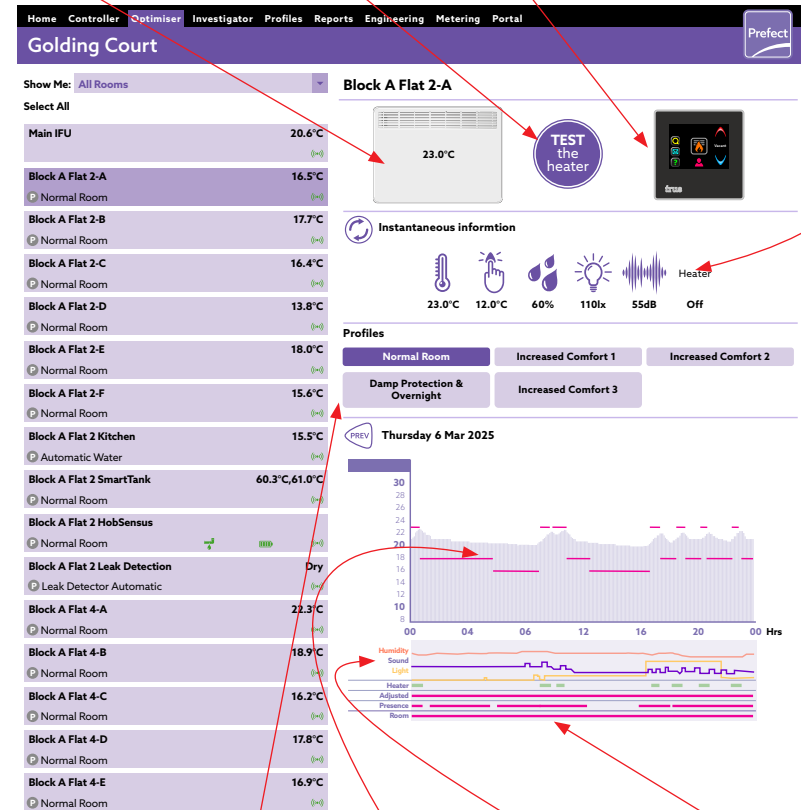 Home Controller Optimiser Investigator Profiles Reports Engineering Metering Portal
Golding Court
Prefect
Show Me: All Rooms
Select All
Main IFU 20.6°C
Block A Flat 2-A 16.5°C
P Normal Room
Block A Flat 2-B 17.7°C
P Normal Room
Block A Flat 2-C 16.4°C
P Normal Room
Block A Flat 2-D 13.8°C
P Normal Room
Block A Flat 2-E 18.0°C
P Normal Room
Block A Flat 2-F 15.6°C
P Normal Room
Block A Flat 2 Kitchen 15.5°C
P Automatic Water
Block A Flat 2 SmartTank 60.3°C,61.0°C
P Normal Room
Block A Flat 2 HobSensus
P Normal Room
Block A Flat 2 Leak Detection Dry
P Leak Detector Automatic
Block A Flat 4-A 22.3°C
P Normal Room
Block A Flat 4-B 18.9°C
P Normal Room
Block A Flat 4-C 16.2°C
P Normal Room
Block A Flat 4-D 17.8°C
P Normal Room
Block A Flat 4-E 16.9°C
P Normal Room
Block A Flat 2-A
23.0°C
TEST
the
heater
?
Vacant
irus
Instantaneous informtion
Heater
23.0°C 12.0°C 60% 110lx 55dB Off
Profiles
Normal Room Increased Comfort 1 Increased Comfort 2
Damp Protection &
Overnight
Increased Comfort 3
PREV Thursday 6 Mar 2025
30
28
26
24
22
20
18
16
14
12
10
8
00 04 06 12 16 20 00 Hrs
Humidity
Sound
Light
Heater
Adjusted
Presence
Room